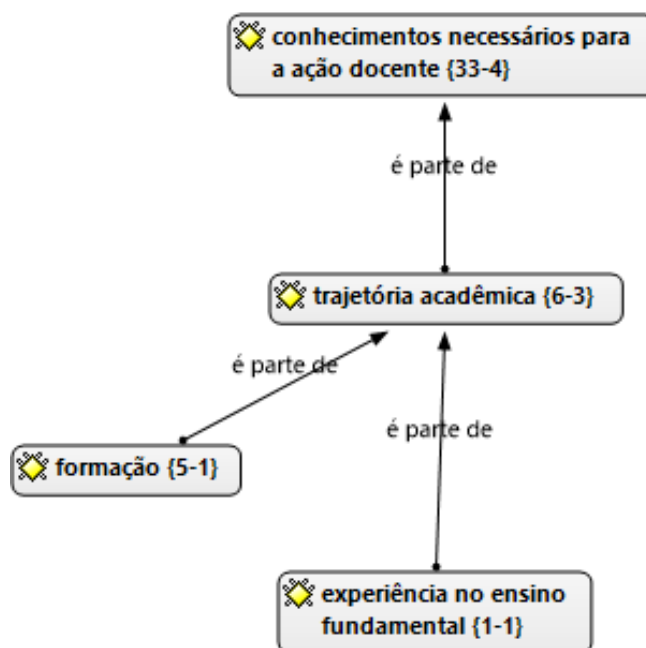 conhecimentos necessários para
a ação docente {33-4}
é parte de
trajetória acadêmica {6-3}
é parte de
é parte de
formação {5-1}
experiência no ensino
fundamental {1-1}